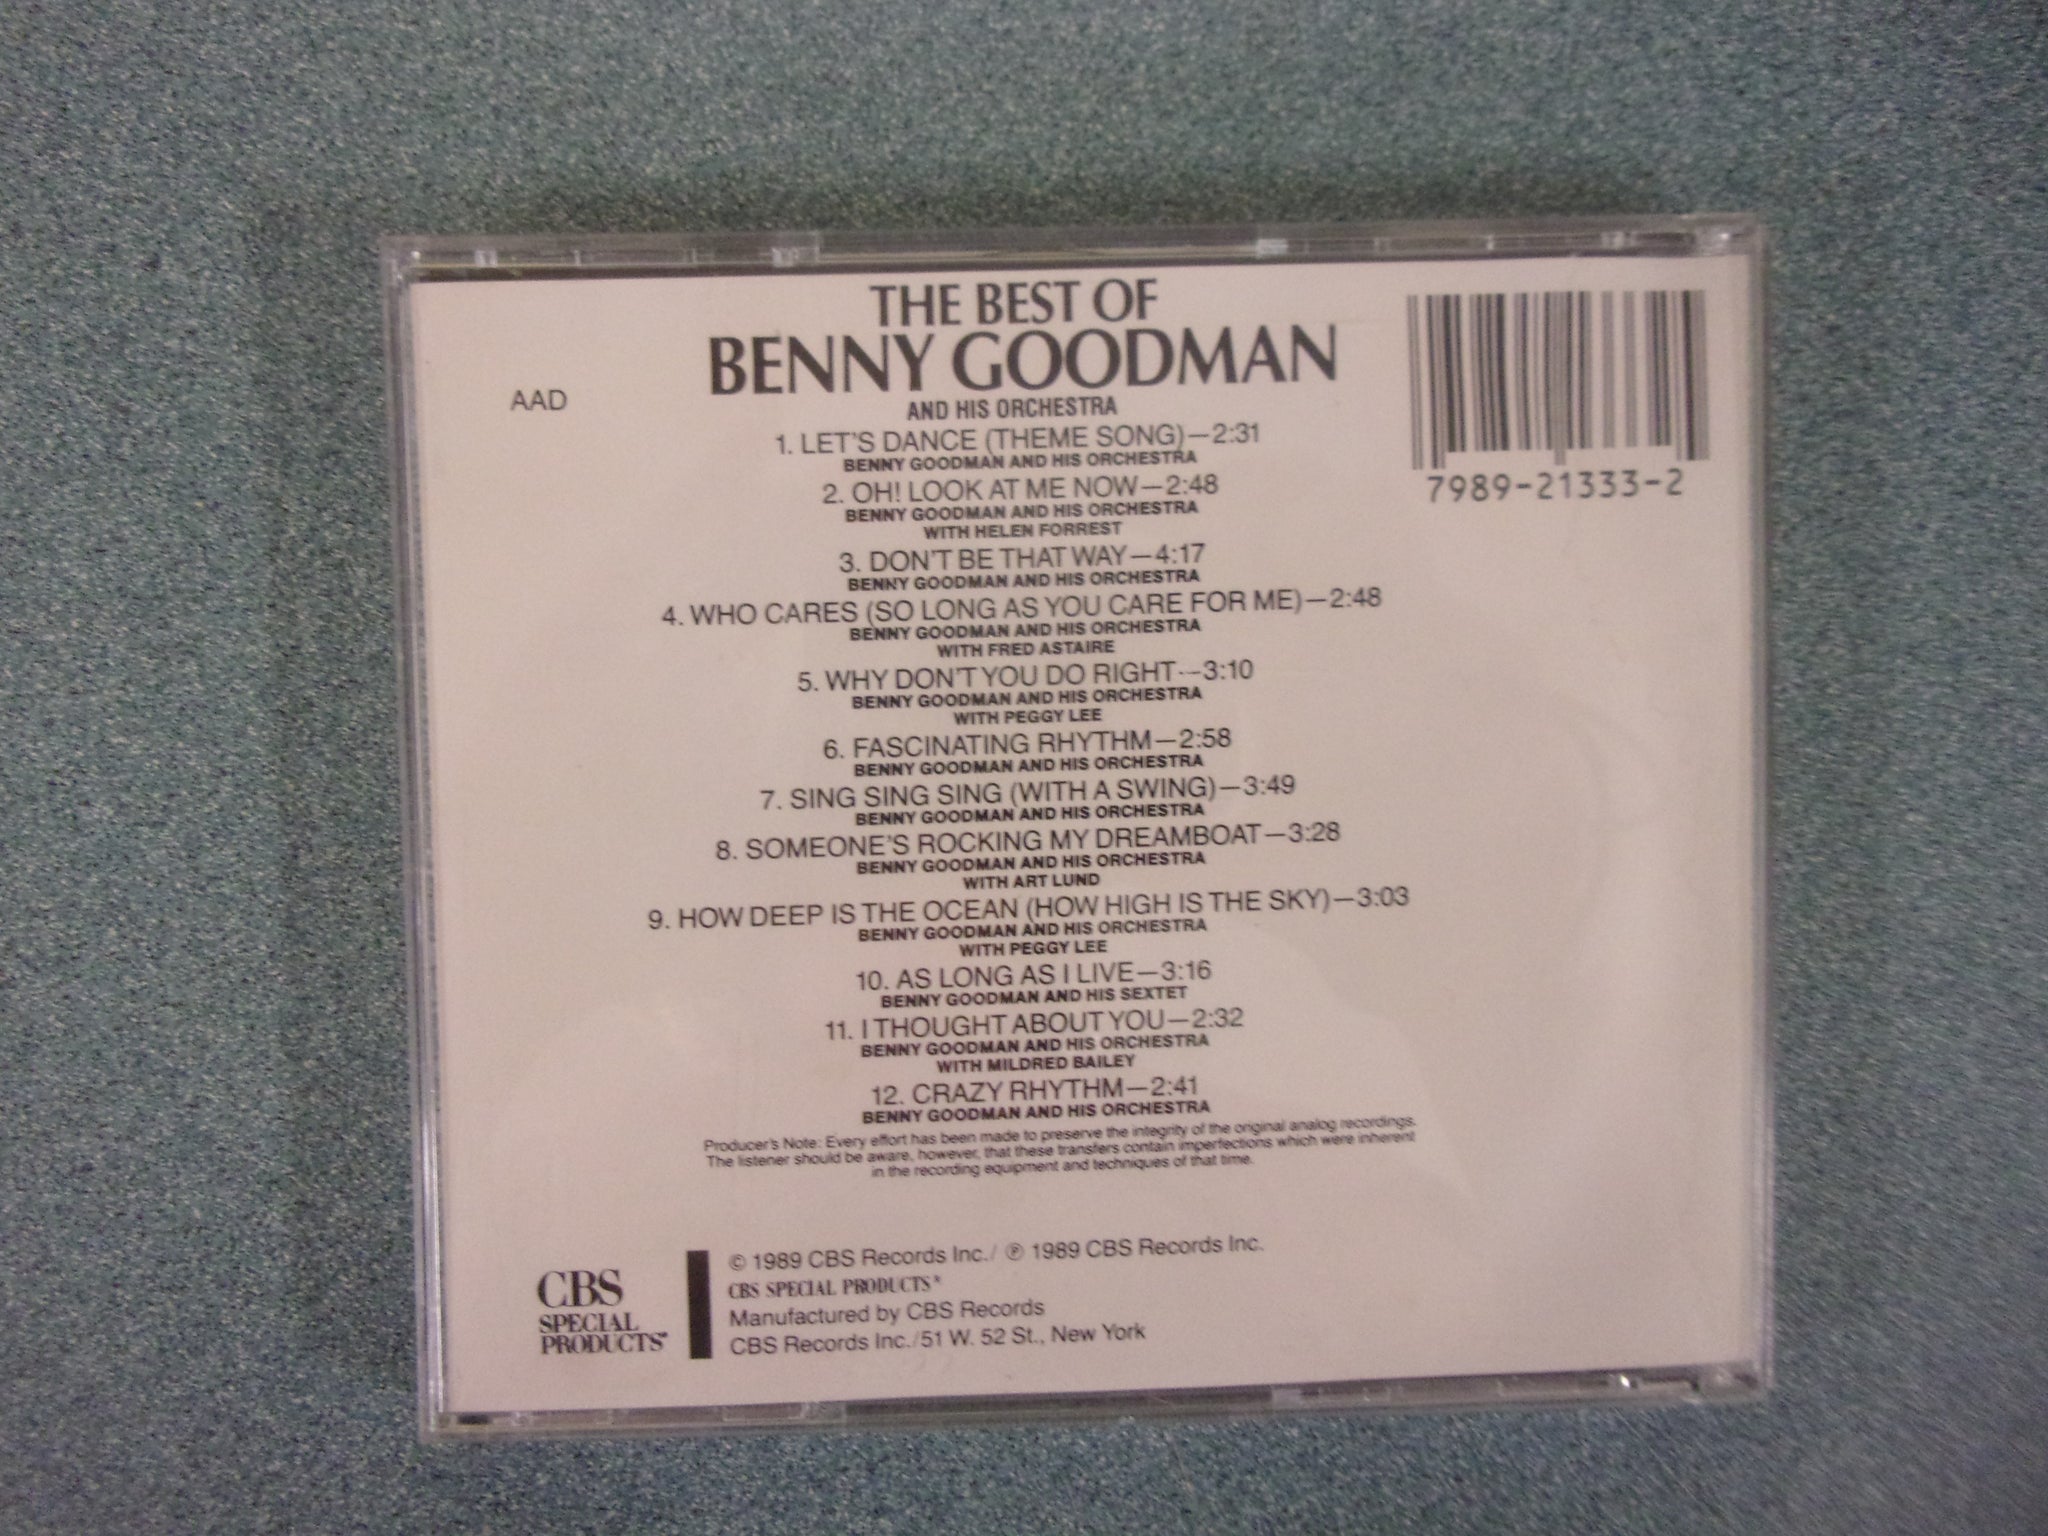 THE BEST OF
BENNY GOODMAN
AND HIS ORCHESTRA
AAD
7989-21333-2
1. LET'S DANCE (THEME SONG)—2:31
BENNY GOODMAN AND HIS ORCHESTRA
2. OH! LOOK AT ME NOW—2:48
BENNY GOODMAN AND HIS ORCHESTRA
WITH HELEN FORREST
3. DON'T BE THAT WAY—4:17
BENNY GOODMAN AND HIS ORCHESTRA
4. WHO CARES (SO LONG AS YOU CARE FOR ME)—2:48
BENNY GOODMAN AND HIS ORCHESTRA
WITH FRED ASTAIRE
5. WHY DON'T YOU DO RIGHT—3:10
BENNY GOODMAN AND HIS ORCHESTRA
WITH PEGGY LEE
6. FASCINATING RHYTHM—2:58
BENNY GOODMAN AND HIS ORCHESTRA
7. SING SING SING (WITH A SWING)—3:49
BENNY GOODMAN AND HIS ORCHESTRA
8. SOMEONE'S ROCKING MY DREAMBOAT—3:28
BENNY GOODMAN AND HIS ORCHESTRA
WITH ART LUND
9. HOW DEEP IS THE OCEAN (HOW HIGH IS THE SKY)—3:03
BENNY GOODMAN AND HIS ORCHESTRA
WITH PEGGY LEE
10. AS LONG AS I LIVE—3:16
BENNY GOODMAN AND HIS SEXTET
11. I THOUGHT ABOUT YOU—2:32
BENNY GOODMAN AND HIS ORCHESTRA
WITH MILDRED BAILEY
12. CRAZY RHYTHM—2:41
BENNY GOODMAN AND HIS ORCHESTRA
Producer's Note: Every effort has been made to preserve the integrity of the original analog recordings.
The listener should be aware, however, that these transfers contain imperfections which were inherent
in the recording equipment and techniques of that time.
CBS
SPECIAL
PRODUCTS
© 1989 CBS Records Inc./ ℗ 1989 CBS Records Inc.
CBS SPECIAL PRODUCTS
Manufactured by CBS Records
CBS Records Inc./51 W. 52 St., New York